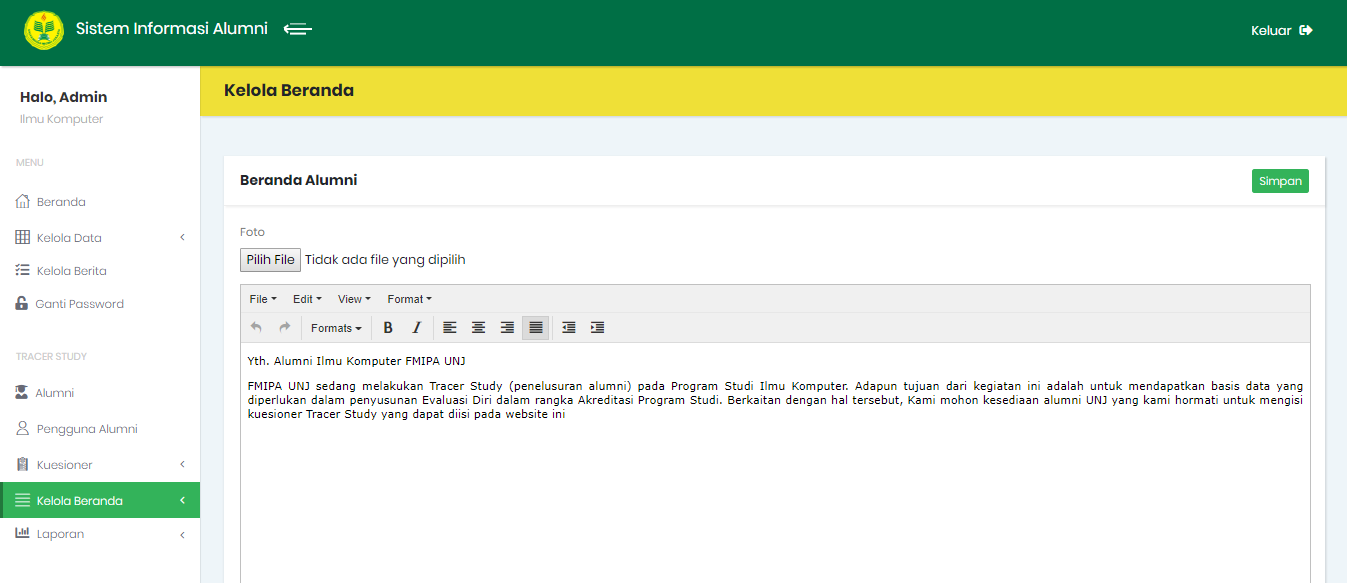 Sistem Informasi Alumni
Keluar
Halo, Admin
Ilmu Komputer
MENU
Beranda
Kelola Data
Kelola Berita
Ganti Password
TRACER STUDY
Alumni
Pengguna Alumni
Kuesioner
Kelola Beranda
Laporan
Kelola Beranda
Beranda Alumni
Simpan
Foto
Pilih File Tidak ada file yang dipilih
File Edit View Format
Formats B I
Yth. Alumni Ilmu Komputer FMIPA UNJ
FMIPA UNJ sedang melakukan Tracer Study (penelusuran alumni) pada Program Studi Ilmu Komputer. Adapun tujuan dari kegiatan ini adalah untuk mendapatkan basis data yang
diperlukan dalam penyusunan Evaluasi Diri dalam rangka Akreditasi Program Studi. Berkaitan dengan hal tersebut, Kami mohon kesediaan alumni UNJ yang kami hormati untuk mengisi
kuesioner Tracer Study yang dapat diisi pada website ini